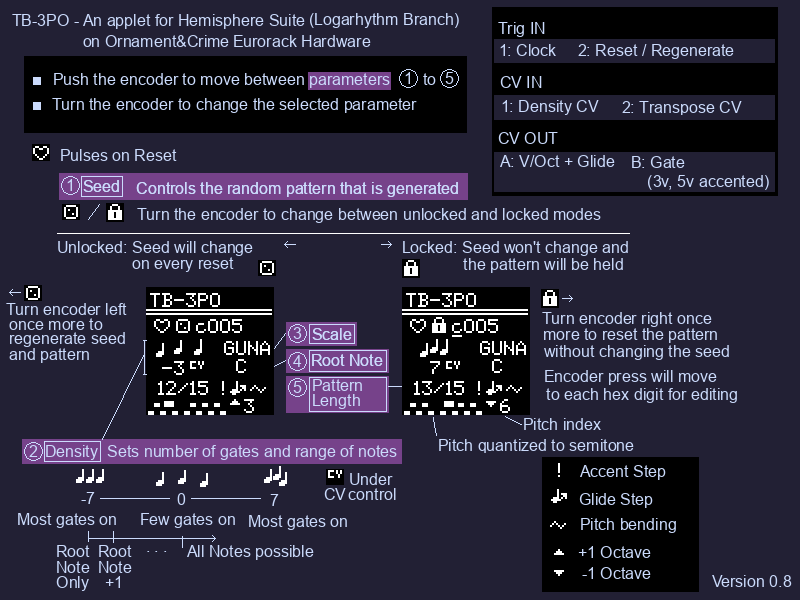 TB-3PO - An applet for Hemisphere Suite (Logarhythm Branch)
on Ornament&Crime Eurorack Hardware
Push the encoder to move between parameters 1 to 5
Turn the encoder to change the selected parameter
Trig IN
1: Clock 2: Reset / Regenerate
CV IN
1: Density CV 2: Transpose CV
CV OUT
A: V/Oct + Glide B: Gate
(3v, 5v accented)
Pulses on Reset
1 Seed Controls the random pattern that is generated
/ Turn the encoder to change between unlocked and locked modes
Unlocked: Seed will change
on every reset
Locked: Seed won't change and
the pattern will be held
Turn encoder left
once more to
regenerate seed
and pattern
TB-3PO
c005
GUNA
-3 CV C
12/15 !
3
3 Scale
4 Root Note
5 Pattern
Length
TB-3PO
c005
GUNA
7 CV C
13/15 !
6
Turn encoder right once
more to reset the pattern
without changing the seed
Encoder press will move
to each hex digit for editing
Pitch index
Pitch quantized to semitone
2 Density Sets number of gates and range of notes
-7 0 7
Most gates on Few gates on Most gates on
CV Under
CV control
Root
Note
Only
Root
Note
+1
. . .
All Notes possible
! Accent Step
Glide Step
Pitch bending
+1 Octave
-1 Octave
Version 0.8